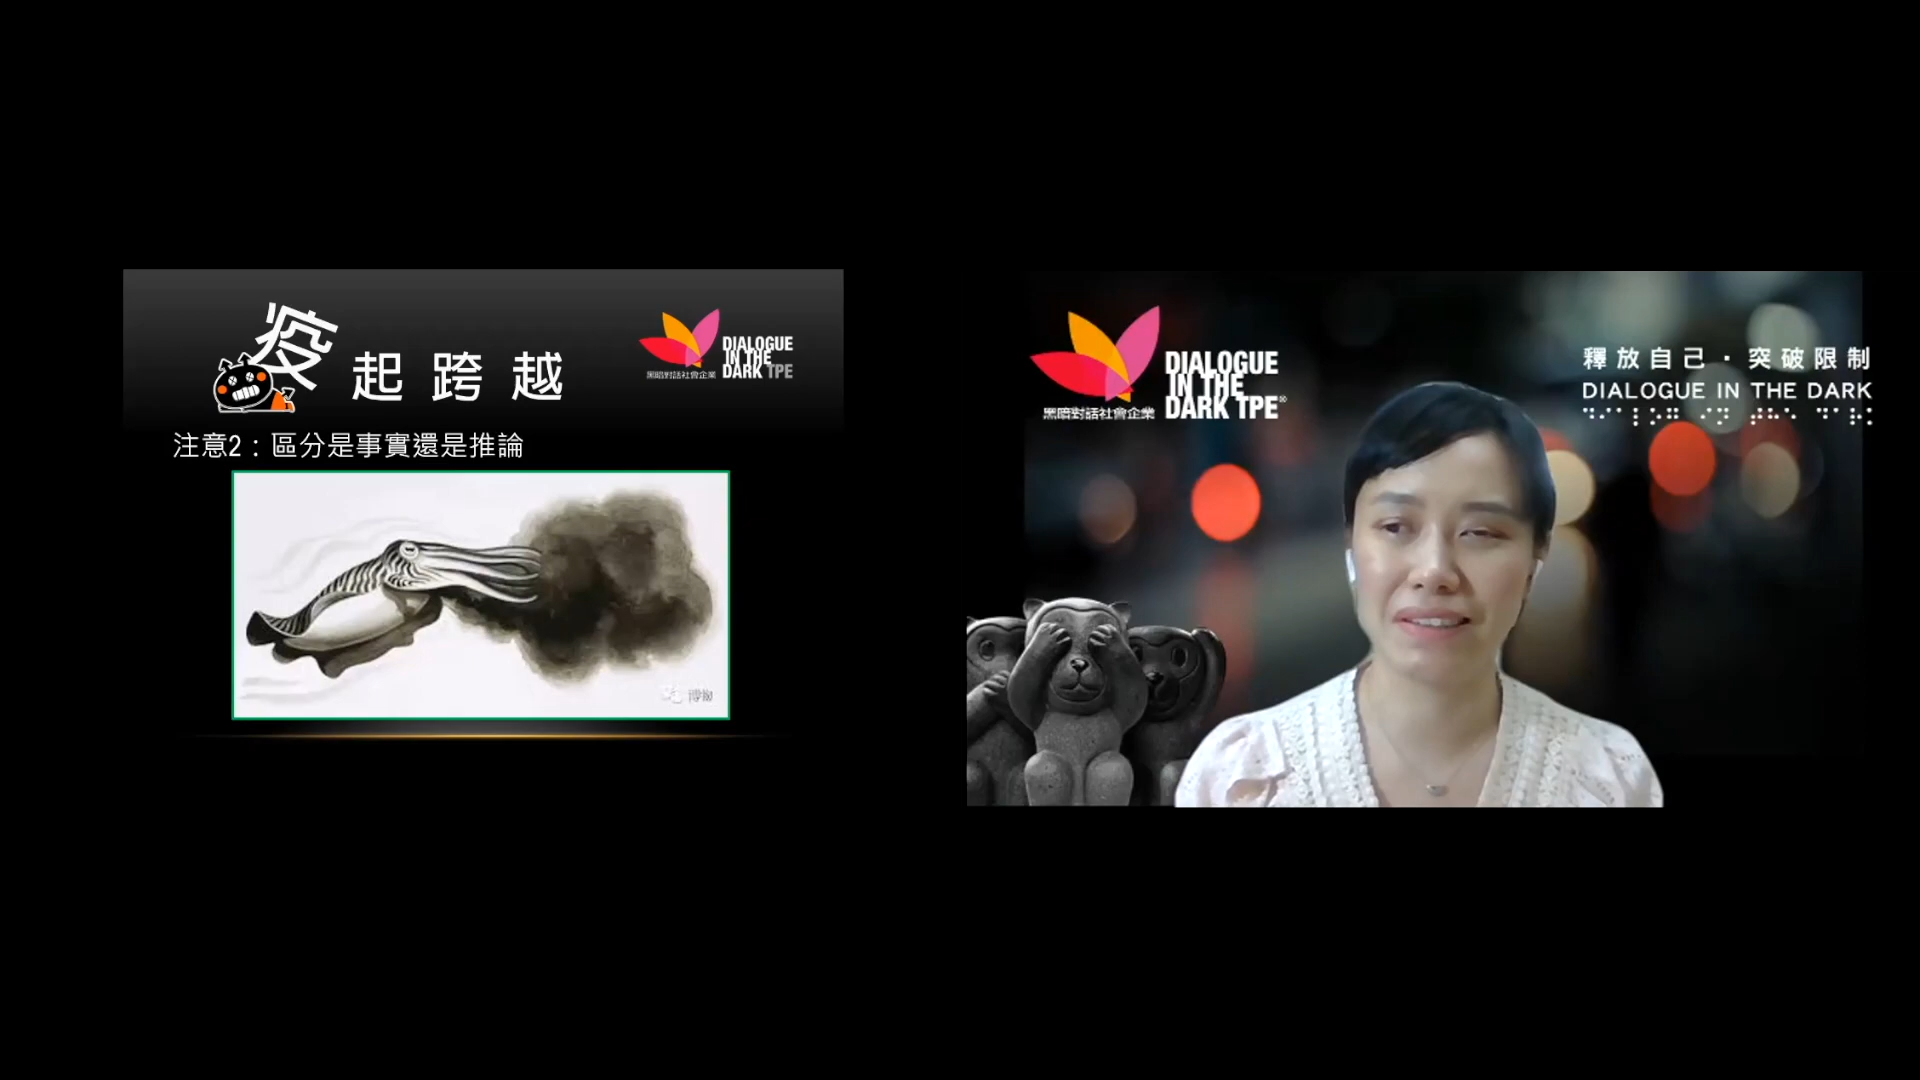 疫起跨越
DIALOGUE
IN THE
DARK TPE
黑暗對話社會企業
注意2：區分是事實還是推論
博物
DIALOGUE
IN THE
DARK TPE®
黑暗對話社會企業
釋放自己·突破限制
DIALOGUE IN THE DARK